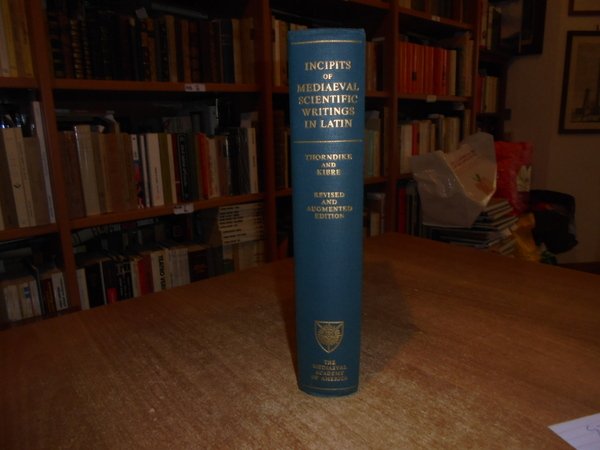 INCIPITS
OF
MEDIAEVAL
SCIENTIFIC
WRITINGS
IN LATIN
THORNDIKE
AND
KIBRE
REVISED
AND
AUGMENTED
EDITION
THE
MEDIAEVAL
ACADEMY
OF AMERICA